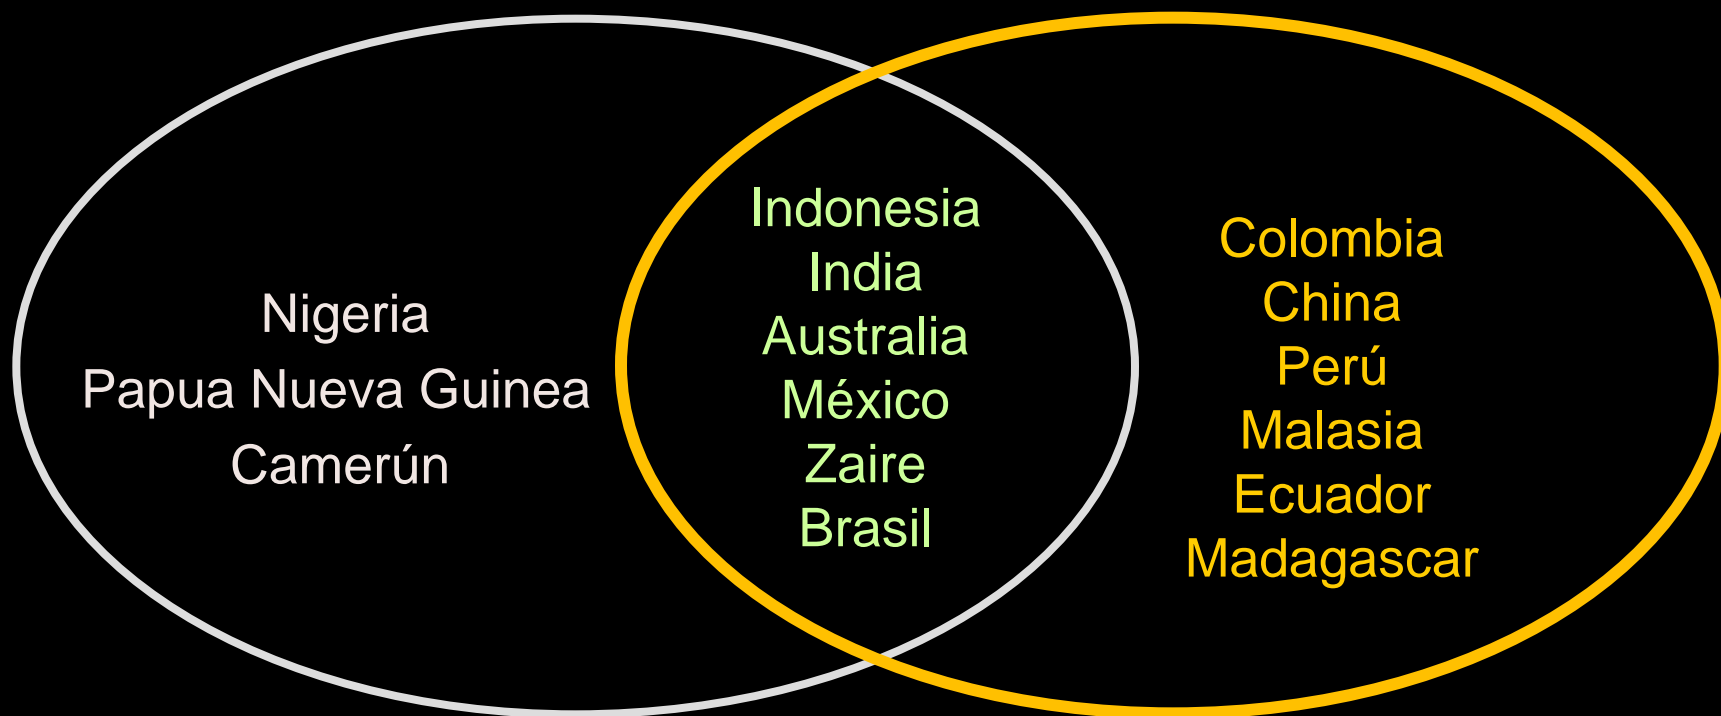 Nigeria
Papua Nueva Guinea
Camerún
Indonesia
India
Australia
México
Zaire
Brasil
Colombia
China
Perú
Malasia
Ecuador
Madagascar